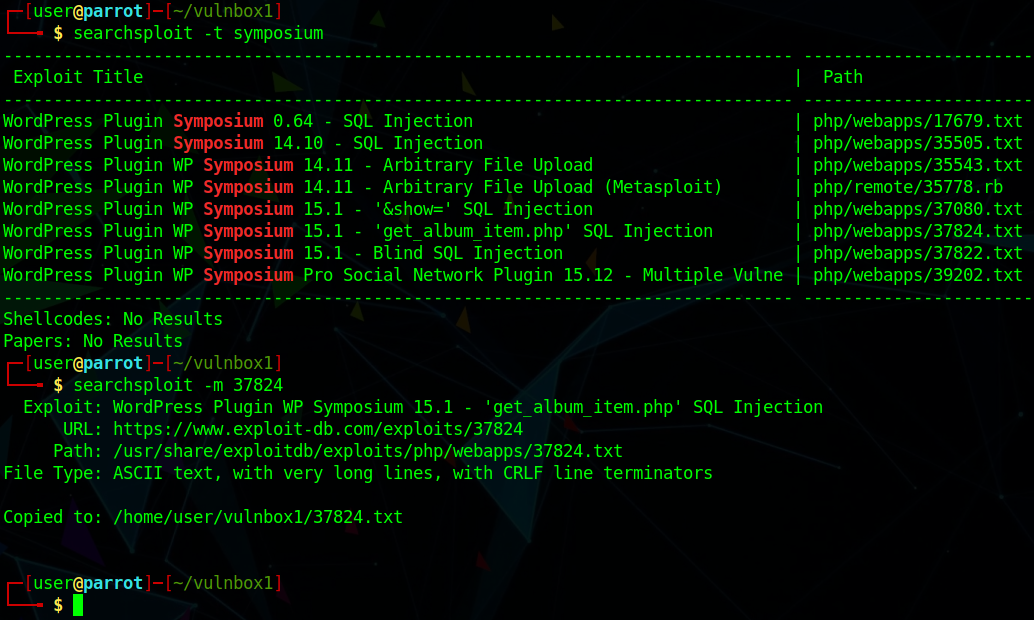 ┌─[user@parrot]─[~/vulnbox1]
└──╼ $ searchsploit -t symposium
------------------------------------------------------------------------------- -----------------------
 Exploit Title                                                                 |  Path
------------------------------------------------------------------------------- -----------------------
WordPress Plugin Symposium 0.64 - SQL Injection                                | php/webapps/17679.txt
WordPress Plugin Symposium 14.10 - SQL Injection                               | php/webapps/35505.txt
WordPress Plugin WP Symposium 14.11 - Arbitrary File Upload                    | php/webapps/35543.txt
WordPress Plugin WP Symposium 14.11 - Arbitrary File Upload (Metasploit)       | php/remote/35778.rb
WordPress Plugin WP Symposium 15.1 - '&show=' SQL Injection                    | php/webapps/37080.txt
WordPress Plugin WP Symposium 15.1 - 'get_album_item.php' SQL Injection        | php/webapps/37824.txt
WordPress Plugin WP Symposium 15.1 - Blind SQL Injection                       | php/webapps/37822.txt
WordPress Plugin WP Symposium Pro Social Network Plugin 15.12 - Multiple Vulne | php/webapps/39202.txt
------------------------------------------------------------------------------- -----------------------
Shellcodes: No Results
Papers: No Results
┌─[user@parrot]─[~/vulnbox1]
└──╼ $ searchsploit -m 37824
  Exploit: WordPress Plugin WP Symposium 15.1 - 'get_album_item.php' SQL Injection
      URL: https://www.exploit-db.com/exploits/37824
     Path: /usr/share/exploitdb/exploits/php/webapps/37824.txt
File Type: ASCII text, with very long lines, with CRLF line terminators

Copied to: /home/user/vulnbox1/37824.txt

┌─[user@parrot]─[~/vulnbox1]
└──╼ $